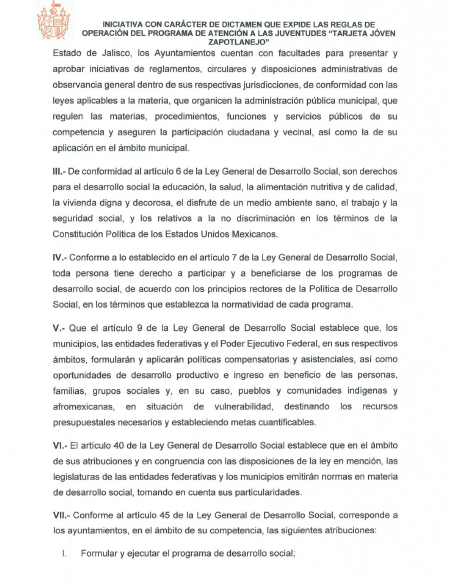 INICIATIVA CON CARÁCTER DE DICTAMEN QUE EXPIDE LAS REGLAS DE
OPERACIÓN DEL PROGRAMA DE ATENCIÓN A LAS JUVENTUDES "TARJETA JÓVEN
ZAPOTLANEJO"
Estado de Jalisco, los Ayuntamientos cuentan con facultades para presentar y
aprobar iniciativas de reglamentos, circulares y disposiciones administrativas de
observancia general dentro de sus respectivas jurisdicciones, de conformidad con las
leyes aplicables a la materia, que organicen la administración pública municipal, que
regulen las materias, procedimientos, funciones y servicios públicos de su
competencia y aseguren la participación ciudadana y vecinal, así como la de su
aplicación en el ámbito municipal.
III.- De conformidad al artículo 6 de la Ley General de Desarrollo Social, son derechos
para el desarrollo social la educación, la salud, la alimentación nutritiva y de calidad,
la vivienda digna y decorosa, el disfrute de un medio ambiente sano, el trabajo y la
seguridad social, y los relativos a la no discriminación en los términos de la
Constitución Política de los Estados Unidos Mexicanos.
IV.- Conforme a lo establecido en el artículo 7 de la Ley General de Desarrollo Social,
toda persona tiene derecho a participar y a beneficiarse de los programas de
desarrollo social, de acuerdo con los principios rectores de la Política de Desarrollo
Social, en los términos que establezca la normatividad de cada programa.
V.- Que el artículo 9 de la Ley General de Desarrollo Social establece que, los
municipios, las entidades federativas y el Poder Ejecutivo Federal, en sus respectivos
ámbitos, formularán y aplicarán políticas compensatorias y asistenciales, así como
oportunidades de desarrollo productivo e ingreso en beneficio de las personas,
familias, grupos sociales y, en su caso, pueblos y comunidades indígenas y
afromexicanas, en situación de vulnerabilidad, destinando los recursos
presupuestales necesarios y estableciendo metas cuantificables.
VI.- El artículo 40 de la Ley General de Desarrollo Social establece que en el ámbito
de sus atribuciones y en congruencia con las disposiciones de la ley en mención, las
legislaturas de las entidades federativas y los municipios emitirán normas en materia
de desarrollo social, tomando en cuenta sus particularidades.
VII.- Conforme al artículo 45 de la Ley General de Desarrollo Social, corresponde a
los ayuntamientos, en el ámbito de su competencia, las siguientes atribuciones:
I. Formular y ejecutar el programa de desarrollo social;